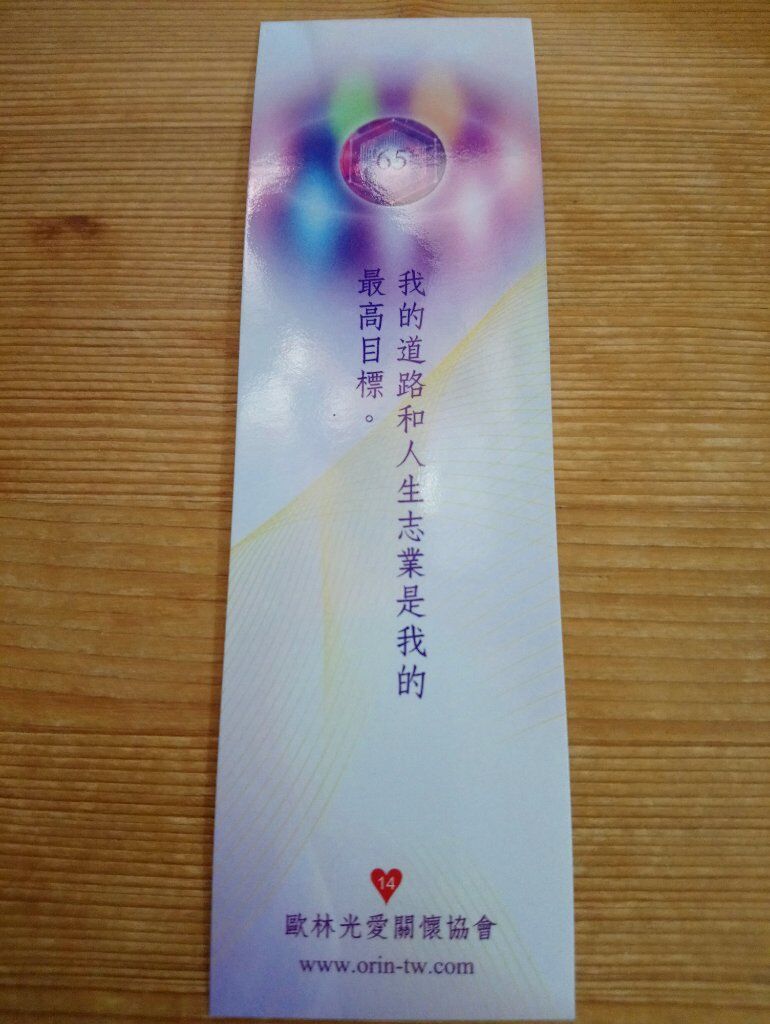 65
我的道路和人生志業是我的
最高目標。
14
歐林光愛關懷協會
www.orin-tw.com